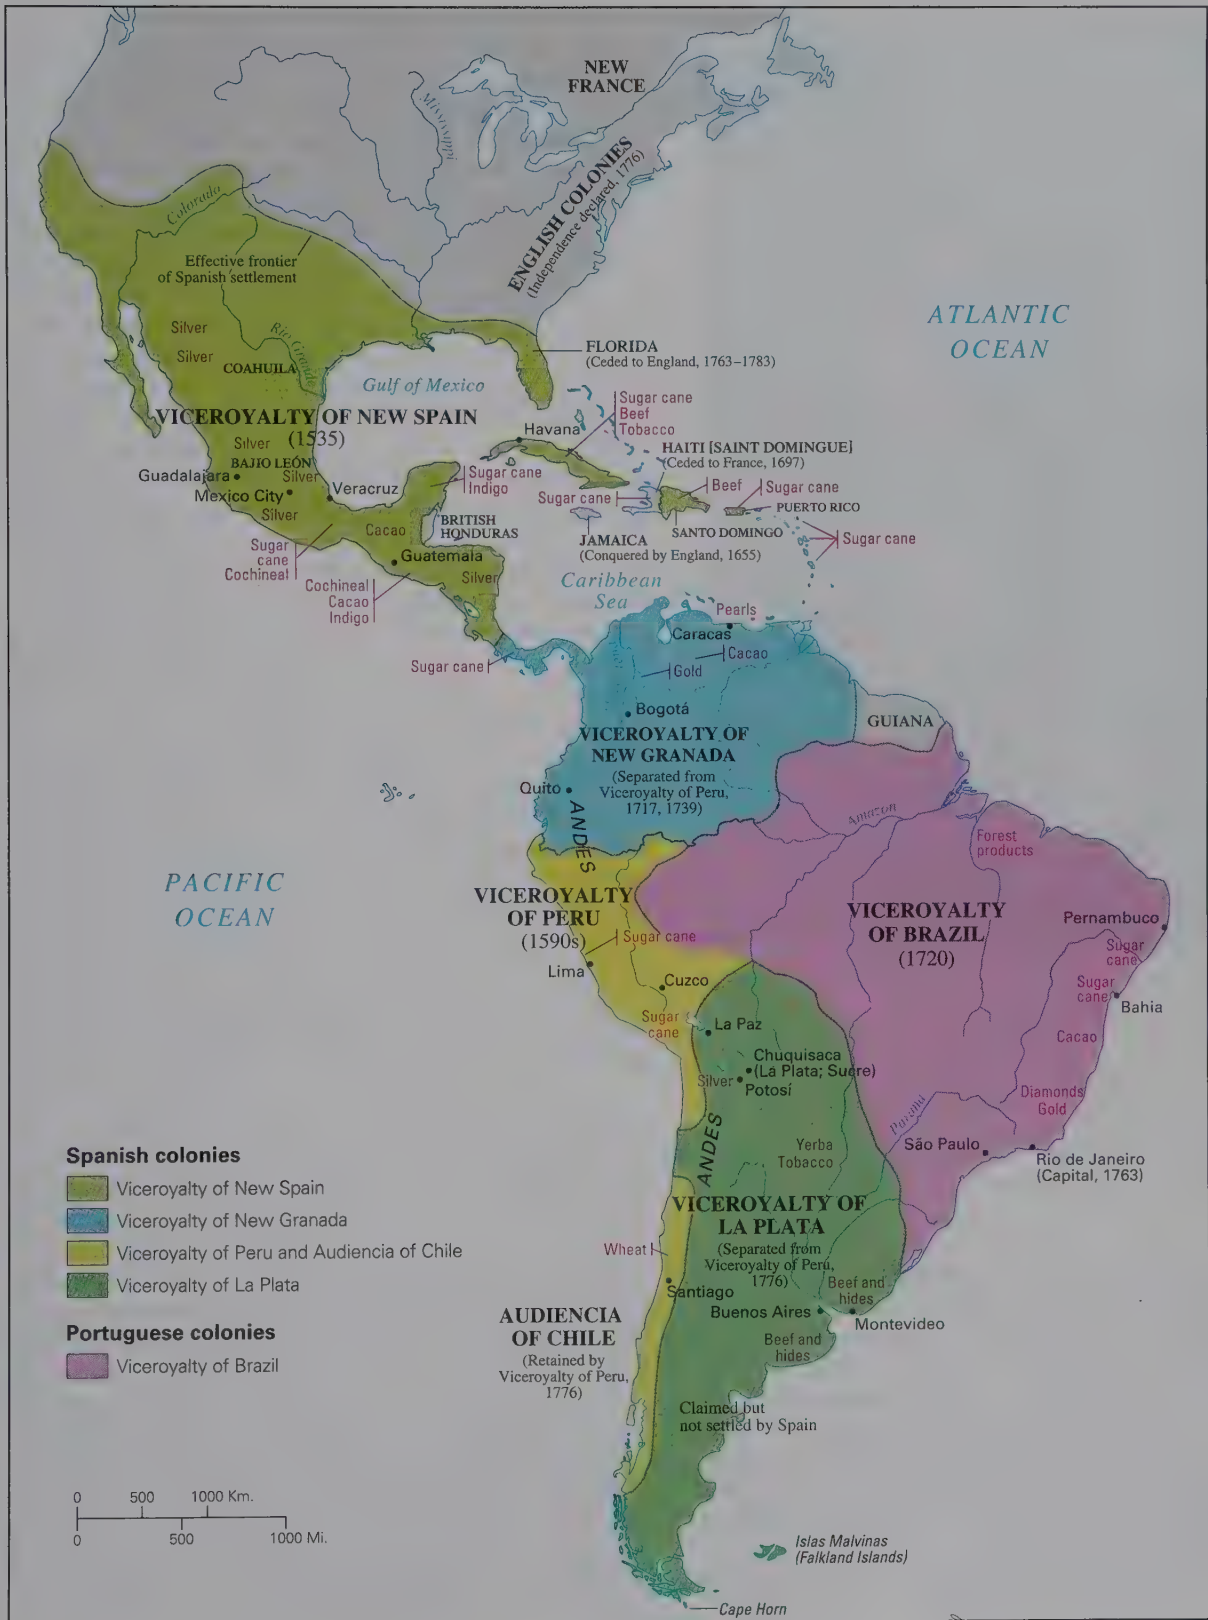 NEW
FRANCE
Mississippi
ENGLISH COLONIES
(Independence declared, 1776)
Colorado
Effective frontier
of Spanish settlement
ATLANTIC
OCEAN
Silver
Silver
Rio Grande
COAHUILA
FLORIDA
(Ceded to England, 1763–1783)
Gulf of Mexico
Sugar cane
Beef
Tobacco
VICEROYALTY OF NEW SPAIN
(1535)
Havana
Silver
HAITI [SAINT DOMINGUE]
(Ceded to France, 1697)
BAJIO LEÓN
Guadalajara
Silver
Sugar cane
Indigo
Beef
Sugar cane
Mexico City
Veracruz
Sugar cane
PUERTO RICO
Silver
Cacao
BRITISH
HONDURAS
JAMAICA
(Conquered by England, 1655)
SANTO DOMINGO
Sugar cane
Sugar
cane
Cochineal
Guatemala
Silver
Cochineal
Cacao
Indigo
Caribbean
Sea
Pearls
Caracas
Cacao
Gold
Sugar cane
Bogotá
GUIANA
VICEROYALTY OF
NEW GRANADA
(Separated from
Viceroyalty of Peru,
1717, 1739)
Quito
ANDES
Amazon
Forest
products
PACIFIC
OCEAN
VICEROYALTY
OF PERU
(1590s)
Sugar cane
Lima
Cuzco
VICEROYALTY
OF BRAZIL
(1720)
Pernambuco
Sugar
cane
Sugar
cane
Bahia
Sugar
cane
La Paz
Cacao
Chuquisaca
(La Plata; Sucre)
Silver
Potosí
Diamonds
Gold
ANDES
Paraná
Yerba
Tobacco
São Paulo
Rio de Janeiro
(Capital, 1763)
VICEROYALTY OF
LA PLATA
(Separated from
Viceroyalty of Peru,
1776)
Wheat
Santiago
Beef and
hides
Buenos Aires
Montevideo
AUDIENCIA
OF CHILE
(Retained by
Viceroyalty of Peru,
1776)
Beef and
hides
Claimed but
not settled by Spain
Spanish colonies
Viceroyalty of New Spain
Viceroyalty of New Granada
Viceroyalty of Peru and Audiencia of Chile
Viceroyalty of La Plata
Portuguese colonies
Viceroyalty of Brazil
0 500 1000 Km.
0 500 1000 Mi.
Islas Malvinas
(Falkland Islands)
Cape Horn